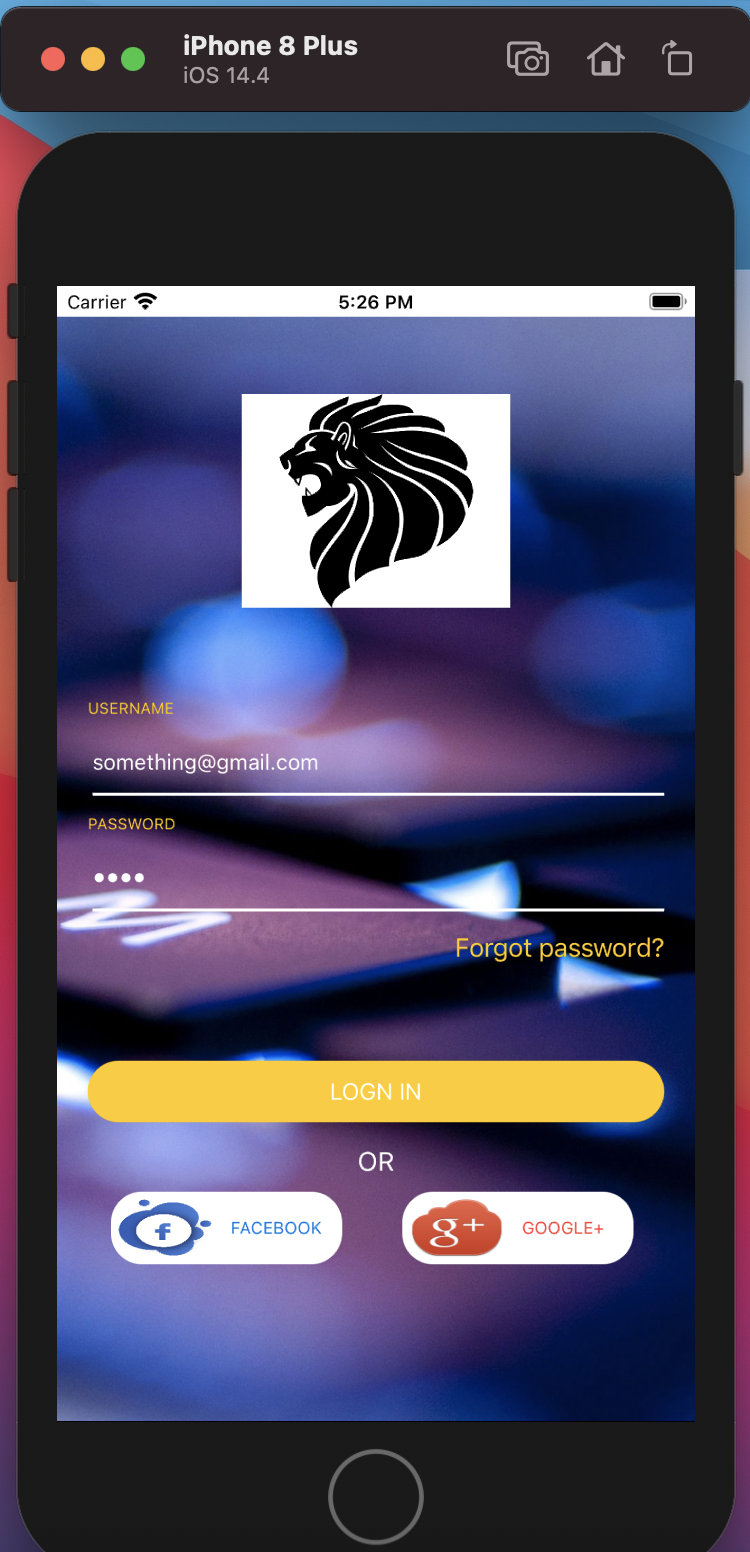 iPhone 8 Plus
iOS 14.4
Carrier 5:26 PM
USERNAME
something@gmail.com
PASSWORD
••••
Forgot password?
LOGN IN
OR
f FACEBOOK g+ GOOGLE+